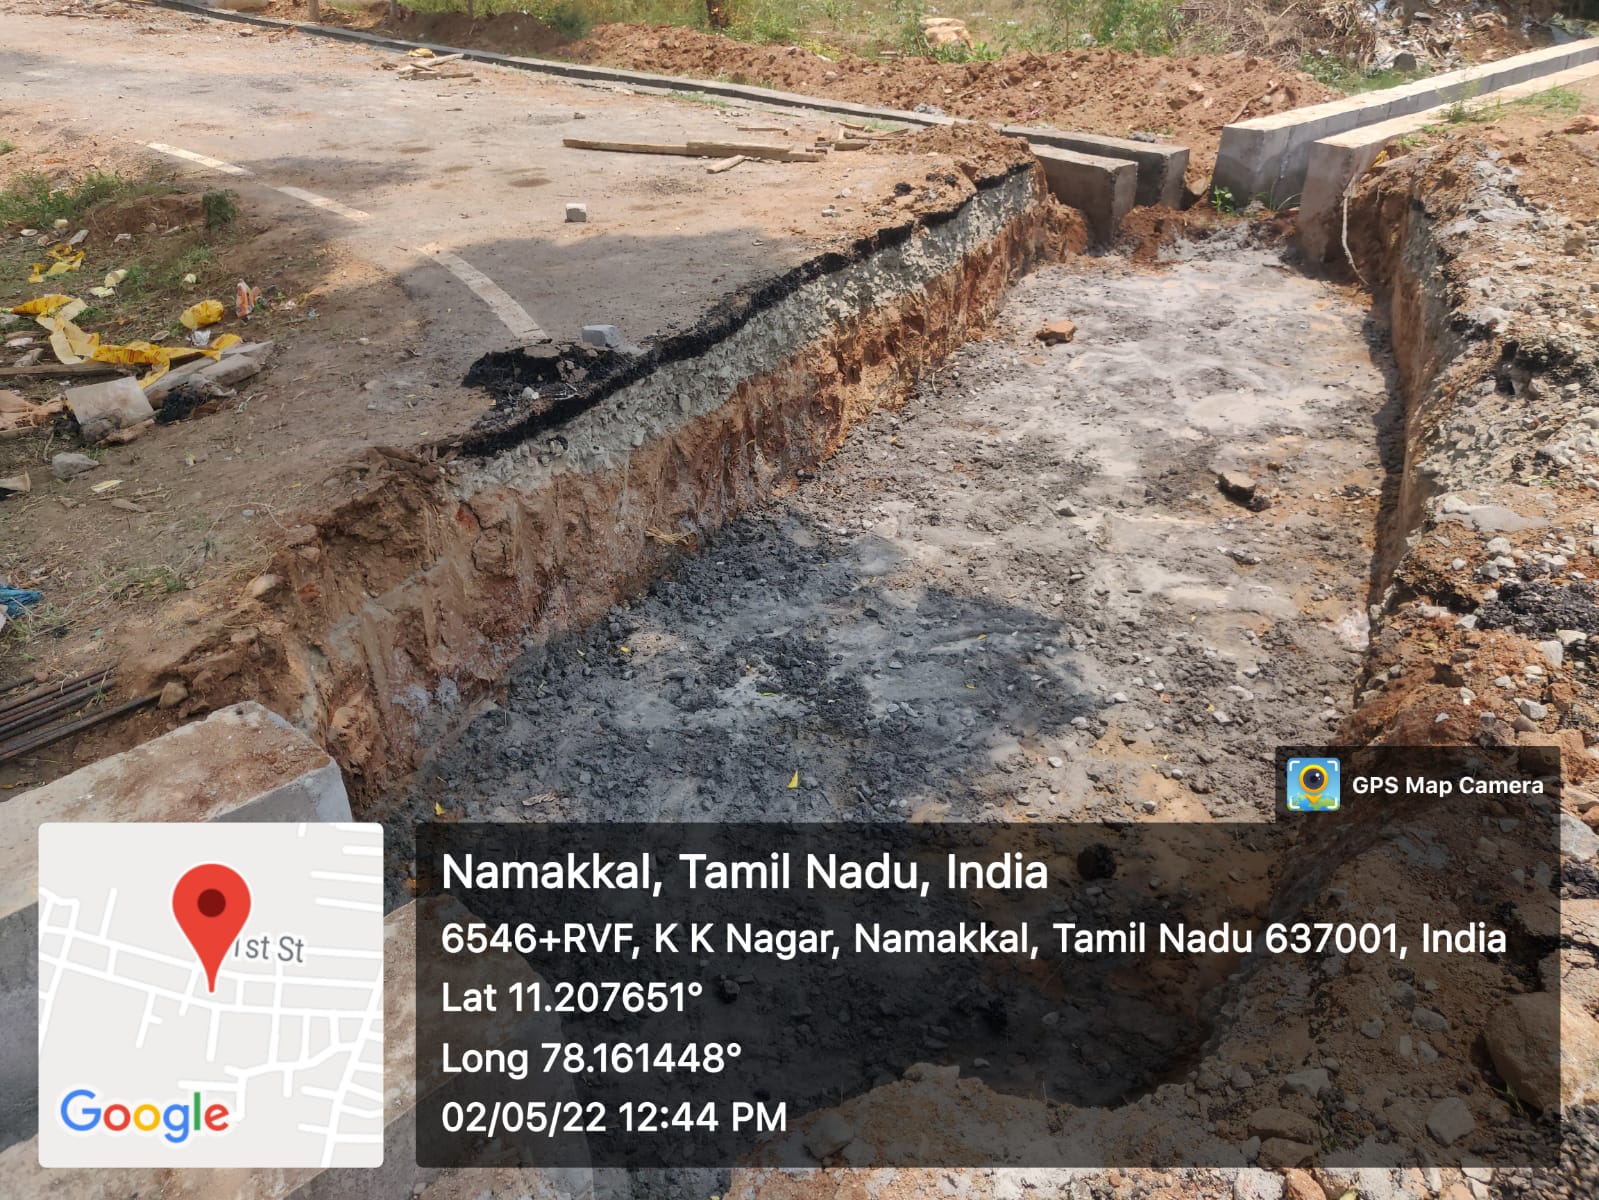 GPS Map Camera
Namakkal, Tamil Nadu, India
6546+RVF, K K Nagar, Namakkal, Tamil Nadu 637001, India
Lat 11.207651°
Long 78.161448°
02/05/22 12:44 PM
1st St
Google